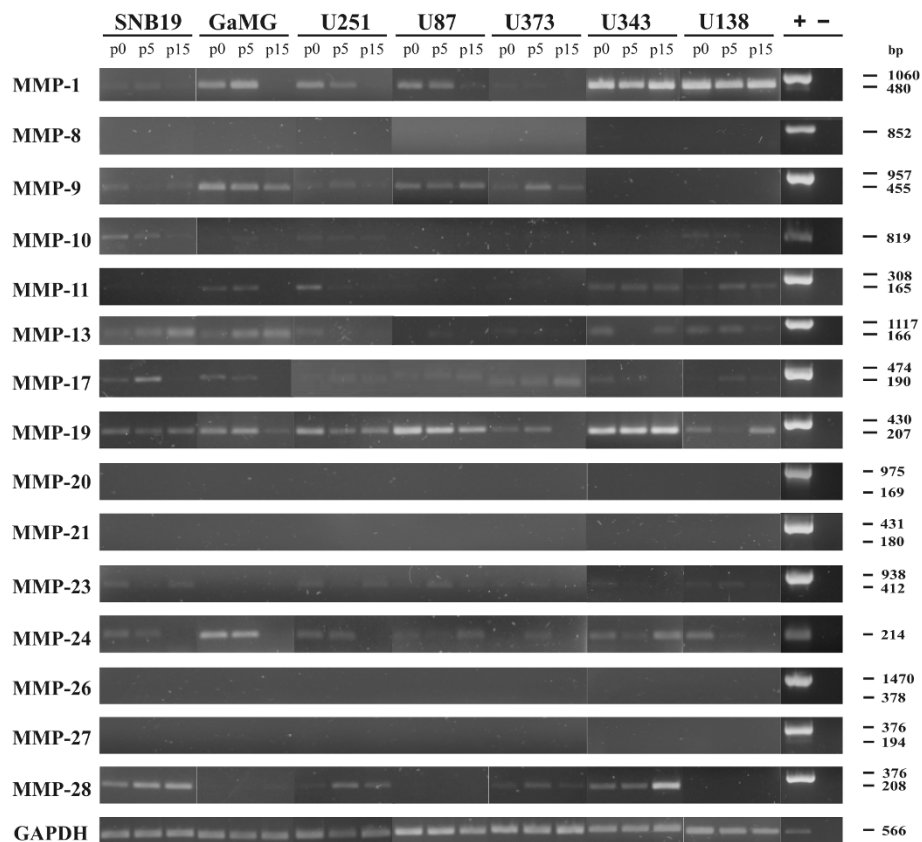 SNB19 GaMG U251 U87 U373 U343 U138 + −
p0 p5 p15 p0 p5 p15 p0 p5 p15 p0 p5 p15 p0 p5 p15 p0 p5 p15 p0 p5 p15 bp
MMP-1 1060
480
MMP-8 852
MMP-9 957
455
MMP-10 819
MMP-11 308
165
MMP-13 1117
166
MMP-17 474
190
MMP-19 430
207
MMP-20 975
169
MMP-21 431
180
MMP-23 938
412
MMP-24 214
MMP-26 1470
378
MMP-27 376
194
MMP-28 376
208
GAPDH 566